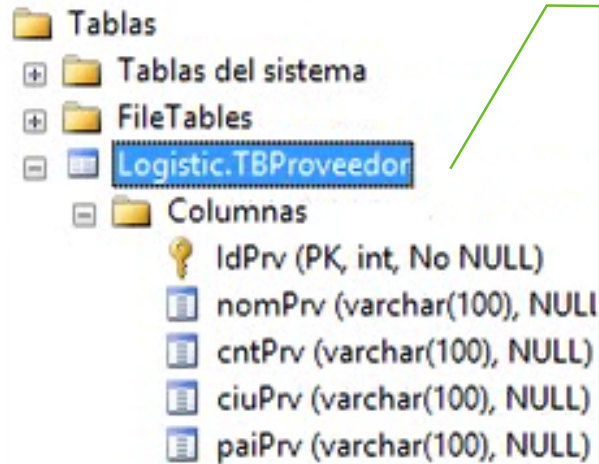 Tablas
Tablas del sistema
FileTables
Logistic.TBProveedor
Columnas
IdPrv (PK, int, No NULL)
nomPrv (varchar(100), NULL
cntPrv (varchar(100), NULL)
ciuPrv (varchar(100), NULL)
paiPrv (varchar(100), NULL)